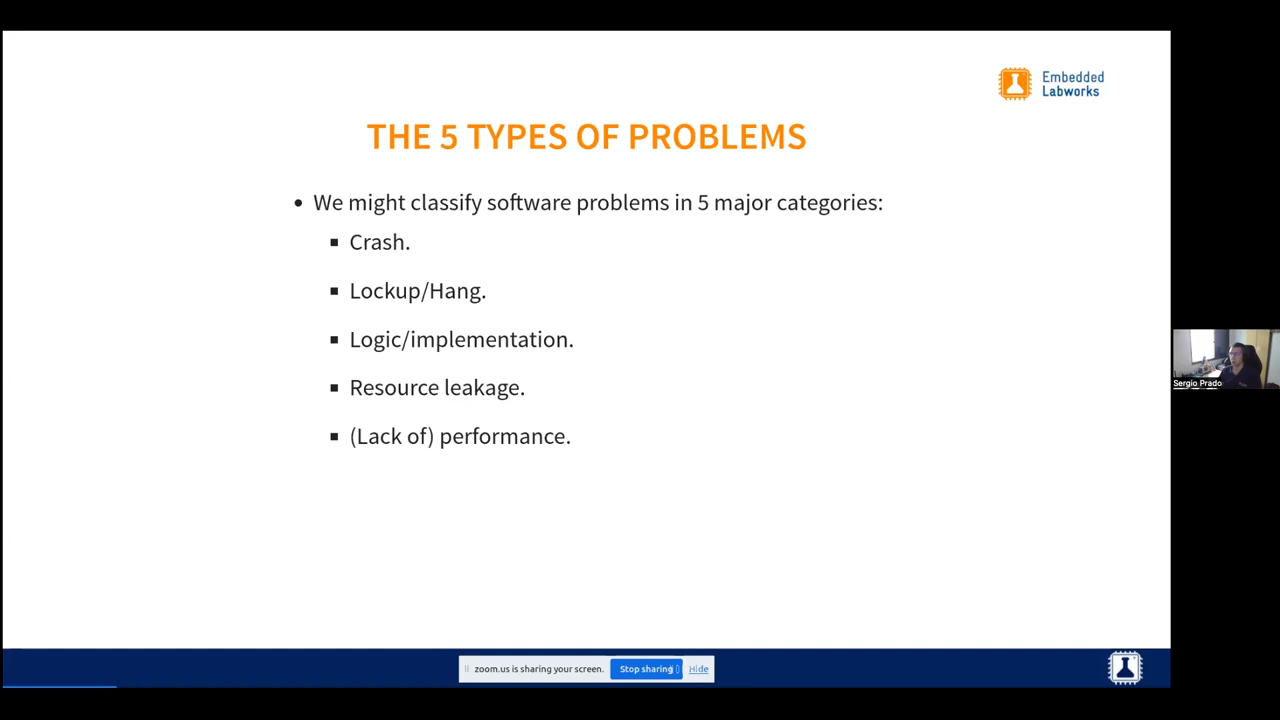 Embedded
Labworks
THE 5 TYPES OF PROBLEMS
We might classify software problems in 5 major categories:
Crash.
Lockup/Hang.
Logic/implementation.
Resource leakage.
(Lack of) performance.
Sergio Prado
zoom.us is sharing your screen.
Stop sharing
Hide